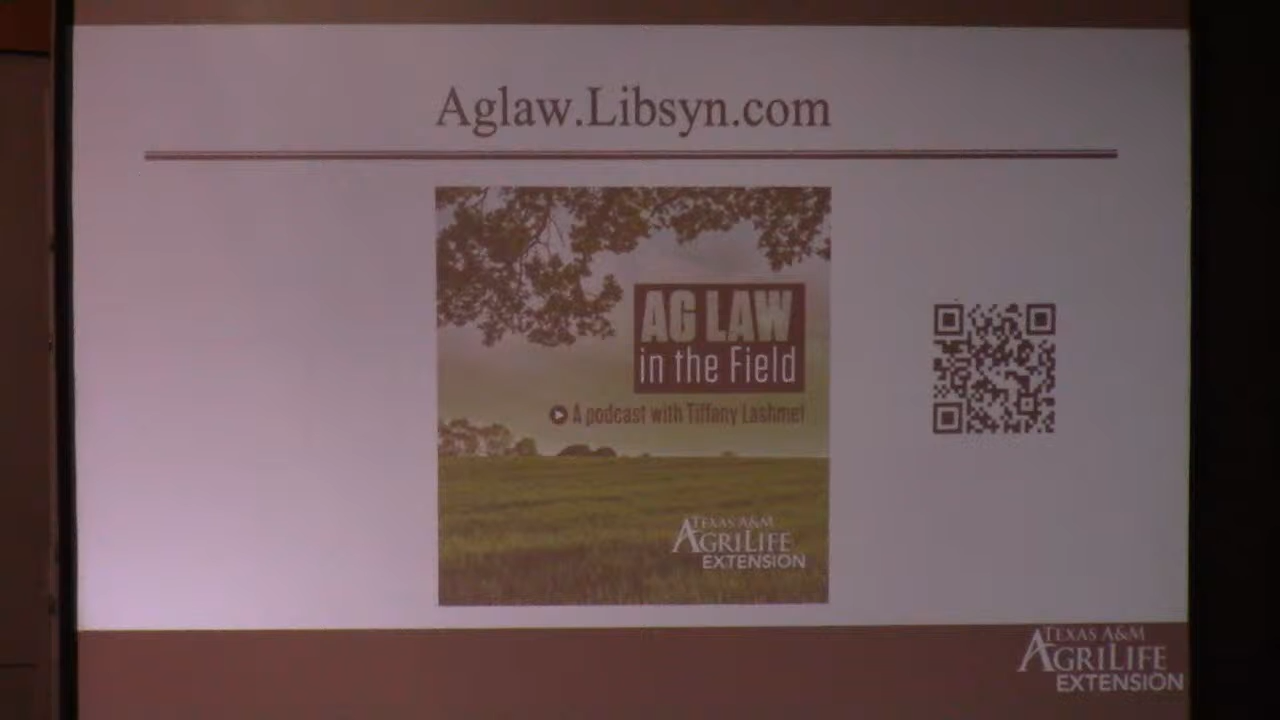 Aglaw.Libsyn.com
AG LAW
in the Field
A podcast with Tiffany Lashmet
TEXAS A&M
AGRILIFE
EXTENSION
TEXAS A&M
AGRILIFE
EXTENSION